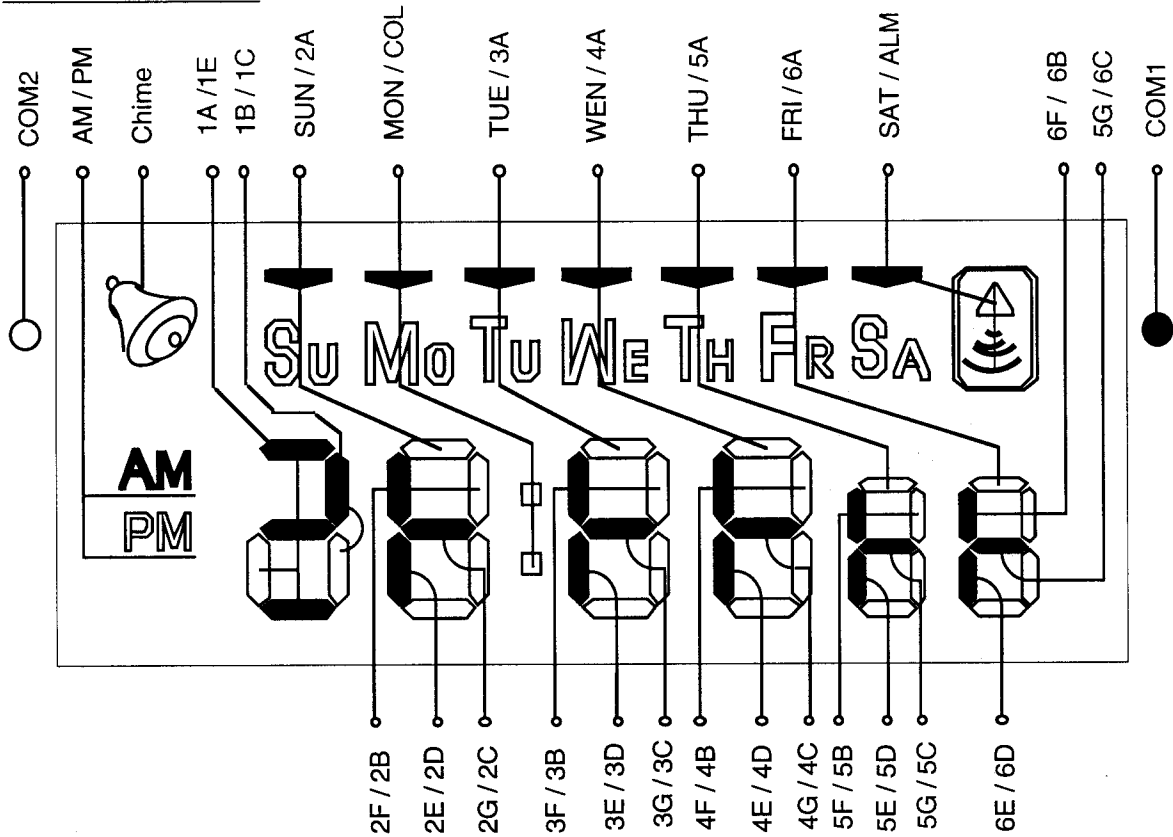 COM2
AM / PM
Chime
1A /1E
1B / 1C
SUN / 2A
MON / COL
TUE / 3A
WEN / 4A
THU / 5A
FRI / 6A
SAT / ALM
6F / 6B
5G / 6C
COM1
SU MO TU WE TH FR SA
AM
PM
2F / 2B
2E / 2D
2G / 2C
3F / 3B
3E / 3D
3G / 3C
4F / 4B
4E / 4D
4G / 4C
5F / 5B
5E / 5D
5G / 5C
6E / 6D